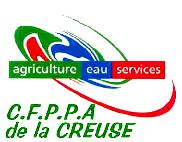 agriculture eau services
C.F.P.P.A
de la CREUSE